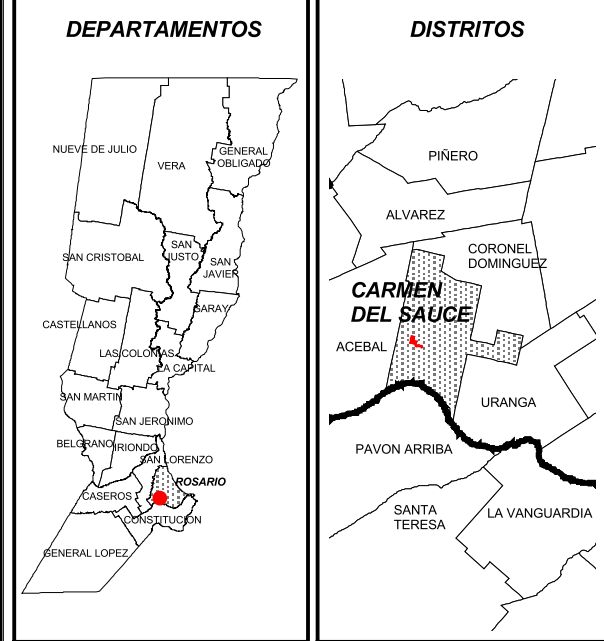 DEPARTAMENTOS
NUEVE DE JULIO
VERA
GENERAL
OBLIGADO
SAN CRISTOBAL
SAN
JUSTO
SAN
JAVIER
GARAY
CASTELLANOS
LAS COLONIAS
LA CAPITAL
SAN MARTIN
SAN JERONIMO
BELGRANO
IRIONDO
SAN LORENZO
ROSARIO
CASEROS
CONSTITUCION
GENERAL LOPEZ
DISTRITOS
PIÑERO
ALVAREZ
CORONEL
DOMINGUEZ
CARMEN
DEL SAUCE
ACEBAL
URANGA
PAVON ARRIBA
SANTA
TERESA
LA VANGUARDIA